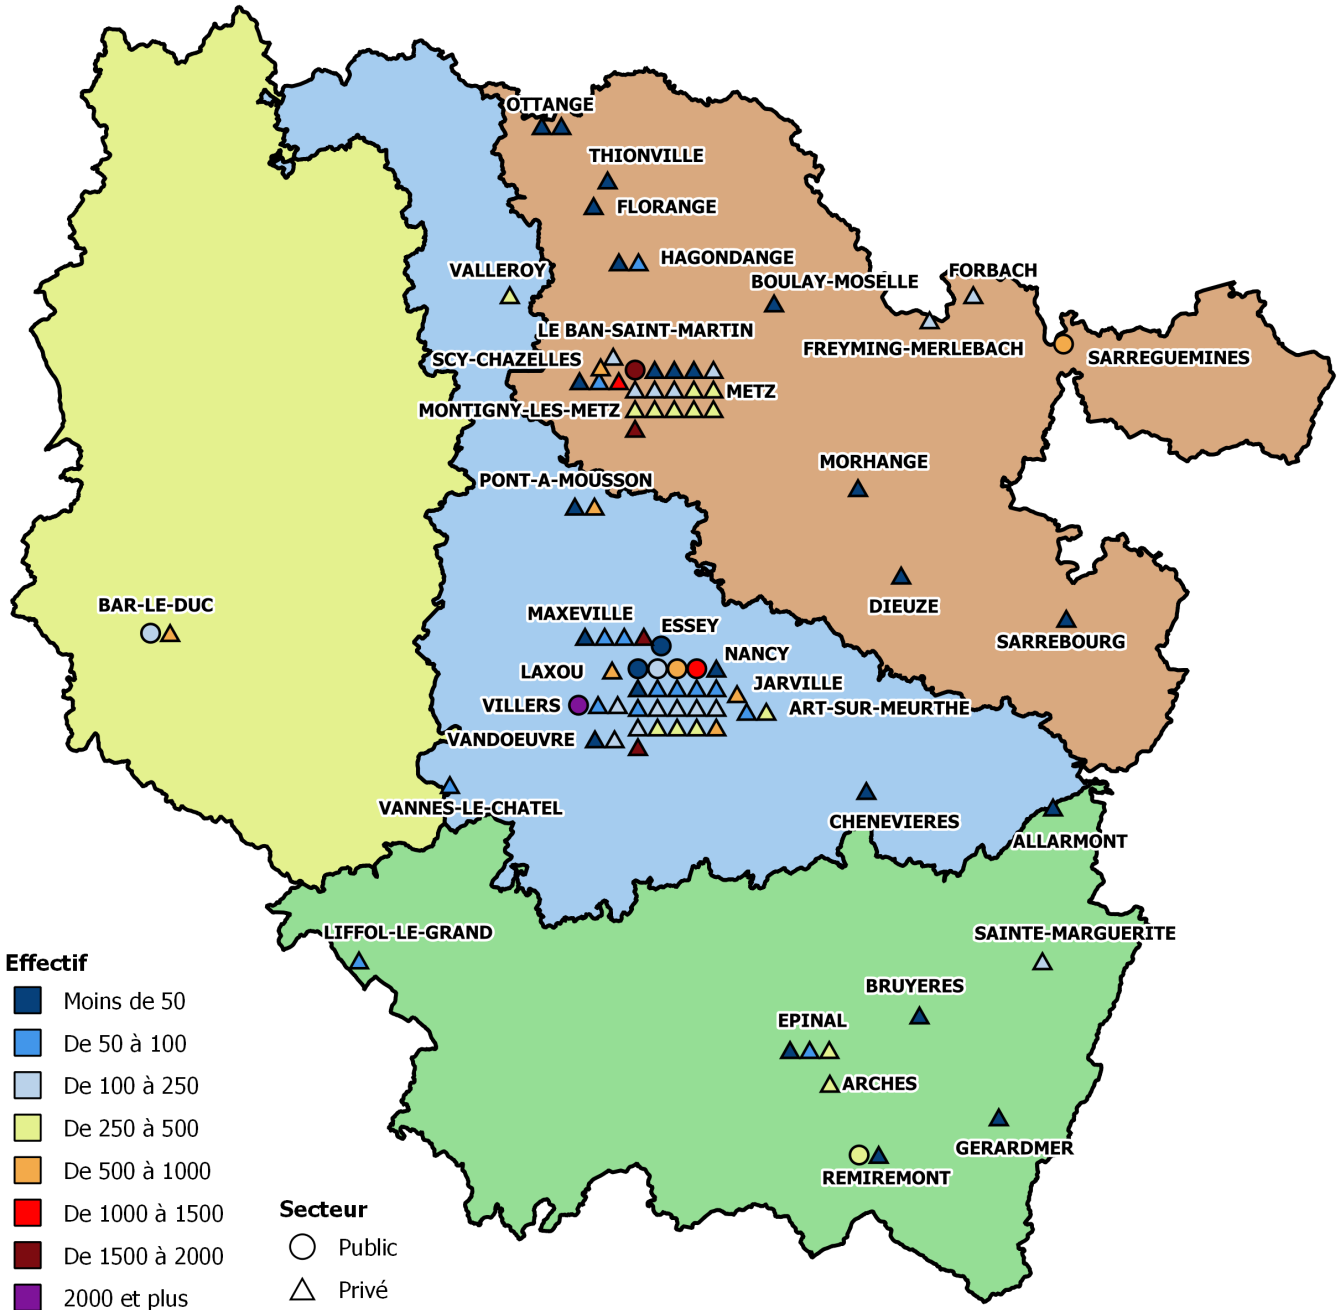 OTTANGE
THIONVILLE
FLORANGE
HAGONDANGE
VALLEROY
BOULAY-MOSELLE
FORBACH
LE BAN-SAINT-MARTIN
FREYMING-MERLEBACH
SARREGUEMINES
SCY-CHAZELLES
METZ
MONTIGNY-LES-METZ
MORHANGE
PONT-A-MOUSSON
DIEUZE
BAR-LE-DUC
MAXEVILLE
ESSEY
SARREBOURG
NANCY
LAXOU
JARVILLE
VILLERS
ART-SUR-MEURTHE
VANDOEUVRE
VANNES-LE-CHATEL
CHENEVIERES
ALLARMONT
LIFFOL-LE-GRAND
SAINTE-MARGUERITE
BRUYERES
EPINAL
ARCHES
GERARDMER
REMIREMONT
Effectif
Moins de 50
De 50 à 100
De 100 à 250
De 250 à 500
De 500 à 1000
De 1000 à 1500
De 1500 à 2000
2000 et plus
Secteur
Public
Privé